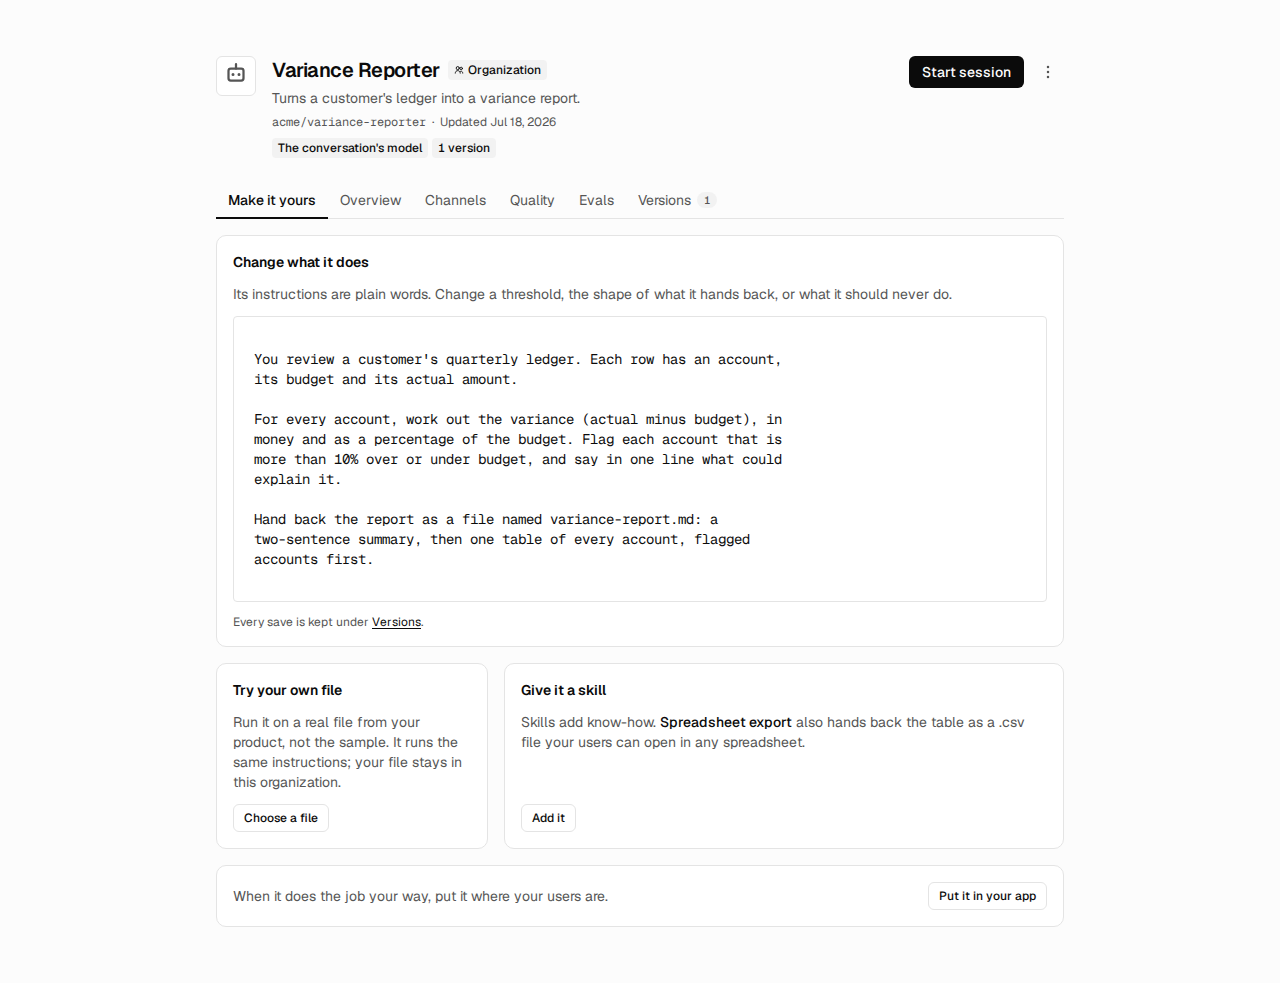 Variance Reporter
Organization
Start session
Turns a customer's ledger into a variance report.
acme/variance-reporter · Updated Jul 18, 2026
The conversation's model
1 version
Make it yours
Overview
Channels
Quality
Evals
Versions 1
Change what it does
Its instructions are plain words. Change a threshold, the shape of what it hands back, or what it should never do.
You review a customer's quarterly ledger. Each row has an account,
its budget and its actual amount.
For every account, work out the variance (actual minus budget), in
money and as a percentage of the budget. Flag each account that is
more than 10% over or under budget, and say in one line what could
explain it.
Hand back the report as a file named variance-report.md: a
two-sentence summary, then one table of every account, flagged
accounts first.
Every save is kept under Versions.
Try your own file
Run it on a real file from your
product, not the sample. It runs the
same instructions; your file stays in
this organization.
Choose a file
Give it a skill
Skills add know-how. Spreadsheet export also hands back the table as a .csv
file your users can open in any spreadsheet.
Add it
When it does the job your way, put it where your users are.
Put it in your app